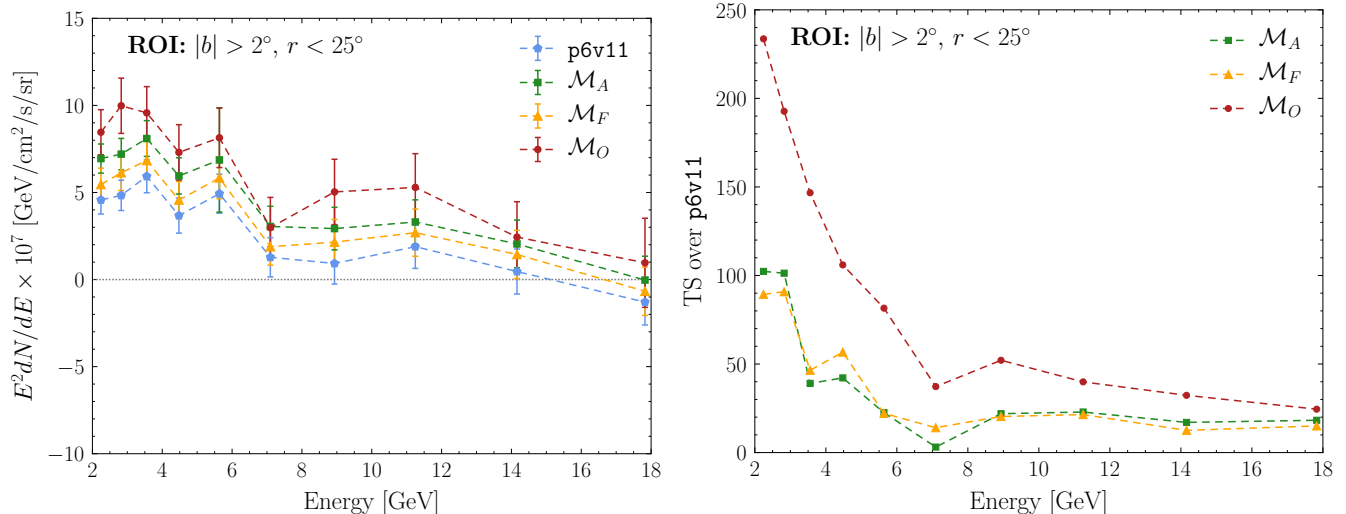 ROI: |b| > 2°, r < 25°
p6v11
M_A
M_F
M_O
15
10
5
0
−5
−10
E²dN/dE × 10⁷ [GeV/cm²/s/sr]
2 4 6 8 10 12 14 16 18
Energy [GeV]
ROI: |b| > 2°, r < 25°
M_A
M_F
M_O
250
200
150
100
50
0
TS over p6v11
2 4 6 8 10 12 14 16 18
Energy [GeV]